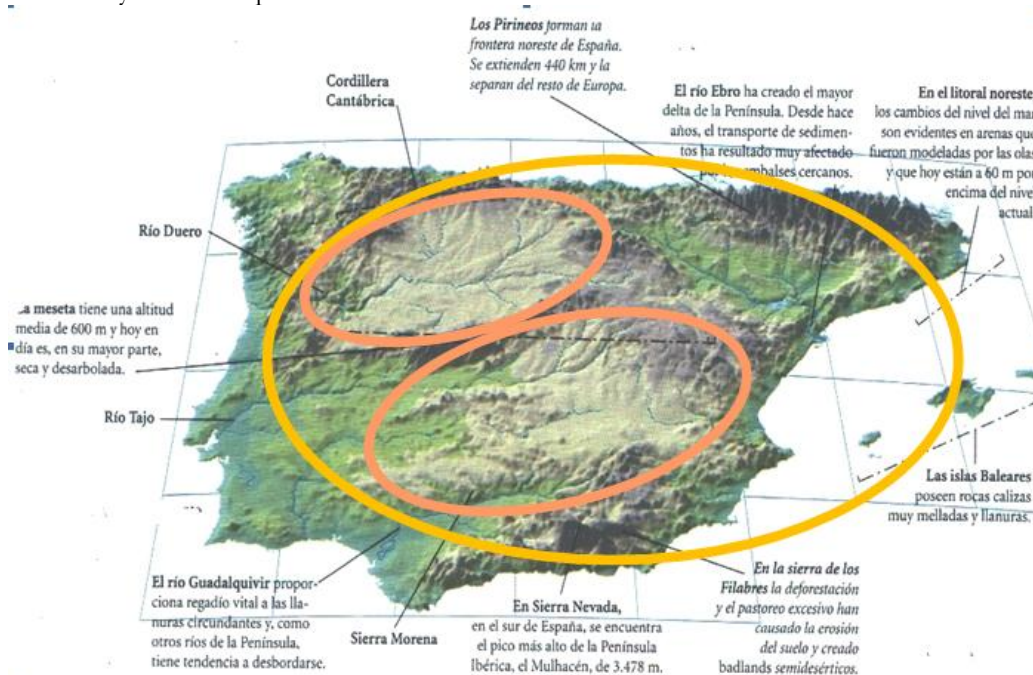 Los Pirineos forman la
frontera noreste de España.
Se extienden 440 km y la
separan del resto de Europa.
Cordillera
Cantábrica
El río Ebro ha creado el mayor
delta de la Península. Desde hace
años, el transporte de sedimen-
tos ha resultado muy afectado
embalses cercanos.
En el litoral noreste
los cambios del nivel del mar
son evidentes en arenas que
fueron modeladas por las olas
y que hoy están a 60 m por
encima del nivel
actual
Río Duero
La meseta tiene una altitud
media de 600 m y hoy en
día es, en su mayor parte,
seca y desarbolada.
Río Tajo
Las islas Baleares
poseen rocas calizas
muy melladas y llanuras.
El río Guadalquivir propor-
ciona regadío vital a las lla-
nuras circundantes y, como
otros ríos de la Península,
tiene tendencia a desbordarse.
Sierra Morena
En Sierra Nevada,
en el sur de España, se encuentra
el pico más alto de la Península
Ibérica, el Mulhacén, de 3.478 m.
En la sierra de los
Filabres la deforestación
y el pastoreo excesivo han
causado la erosión
del suelo y creado
badlands semidesérticos.